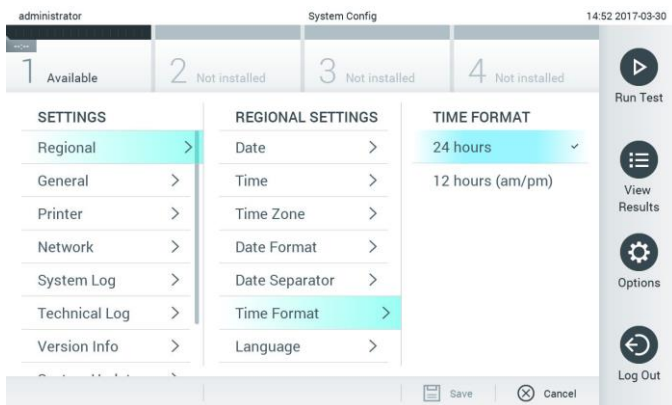 administrator
System Config
14:52 2017-03-30
--:--
1 Available
2 Not installed
3 Not installed
4 Not installed
SETTINGS
Regional
General
Printer
Network
System Log
Technical Log
Version Info
REGIONAL SETTINGS
Date
Time
Time Zone
Date Format
Date Separator
Time Format
Language
TIME FORMAT
24 hours
12 hours (am/pm)
Run Test
View
Results
Options
Log Out
Save
Cancel